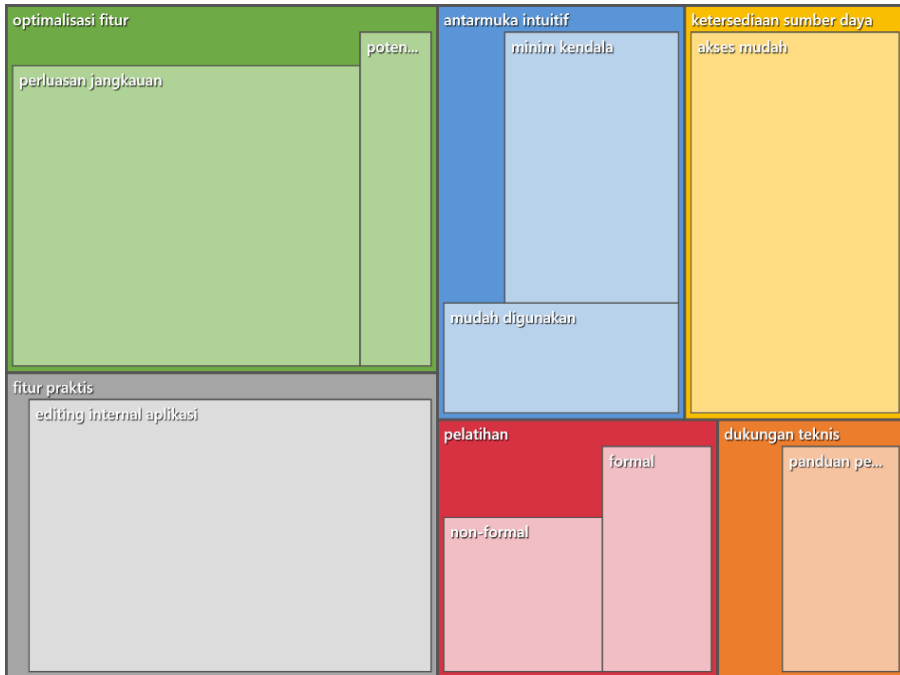 optimalisasi fitur
poten...
perluasan jangkauan
antarmuka intuitif
minim kendala
mudah digunakan
ketersediaan sumber daya
akses mudah
fitur praktis
editing internal aplikasi
pelatihan
formal
non-formal
dukungan teknis
panduan pe...